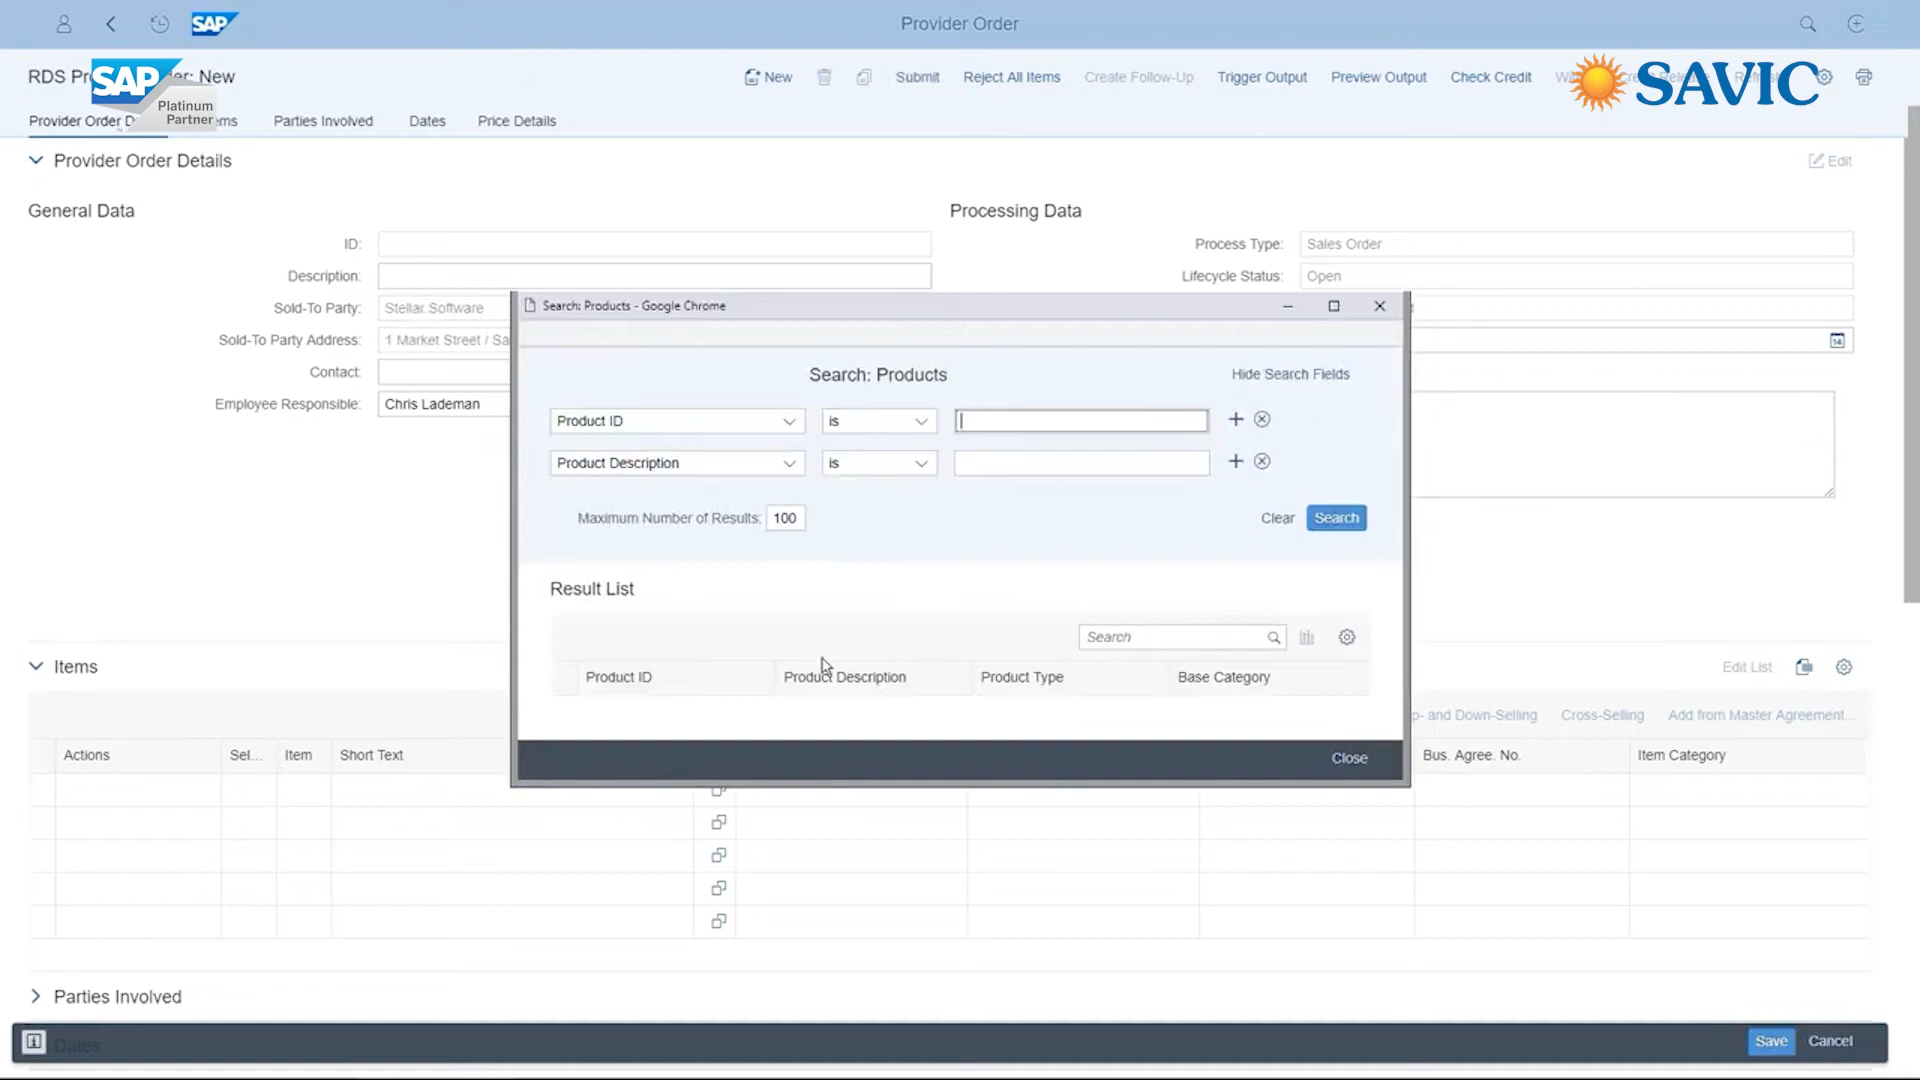 SAP
Provider Order
RDS Pr
er: New
SAP
Platinum
Partner
New
Submit
Reject All Items
Create Follow-Up
Trigger Output
Preview Output
Check Credit
SAVIC
Provider Order D
ems
Parties Involved
Dates
Price Details
Provider Order Details
Edit
General Data
Processing Data
ID:
Process Type:
Sales Order
Description:
Lifecycle Status:
Open
Sold-To Party:
Stellar Software
Sold-To Party Address:
1 Market Street / Sa
14
Contact:
Employee Responsible:
Chris Lademan
Search: Products - Google Chrome
Search: Products
Hide Search Fields
Product ID
is
Product Description
is
Maximum Number of Results:
100
Clear
Search
Result List
Search
Product ID
Product Description
Product Type
Base Category
Close
Items
Edit List
p- and Down-Selling
Cross-Selling
Add from Master Agreement...
Actions
Sel...
Item
Short Text
Bus. Agree. No.
Item Category
Parties Involved
Dates
Save
Cancel